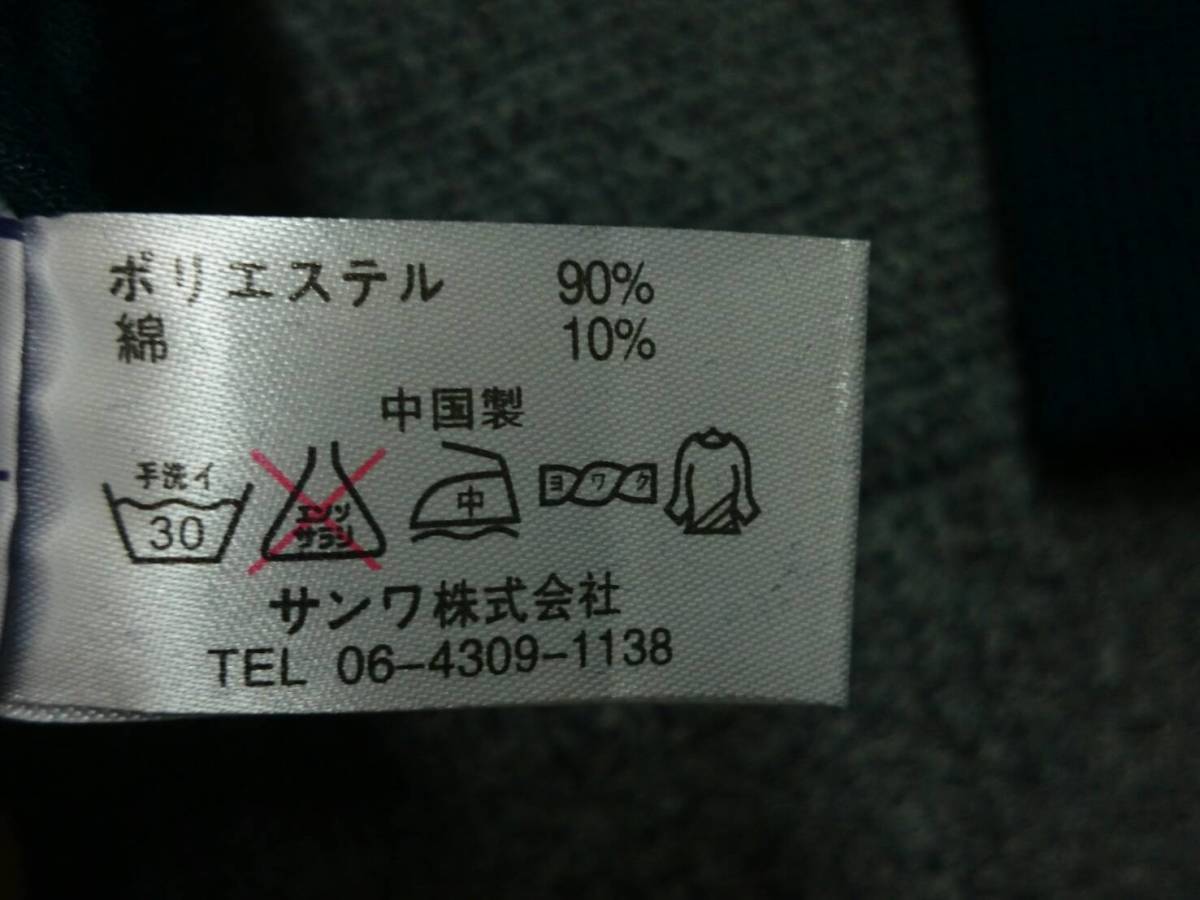 ポリエステル 90%
綿 10%
中国製
手洗イ
30
エンソ
サラシ
中
ヨワク
サンワ株式会社
TEL 06-4309-1138